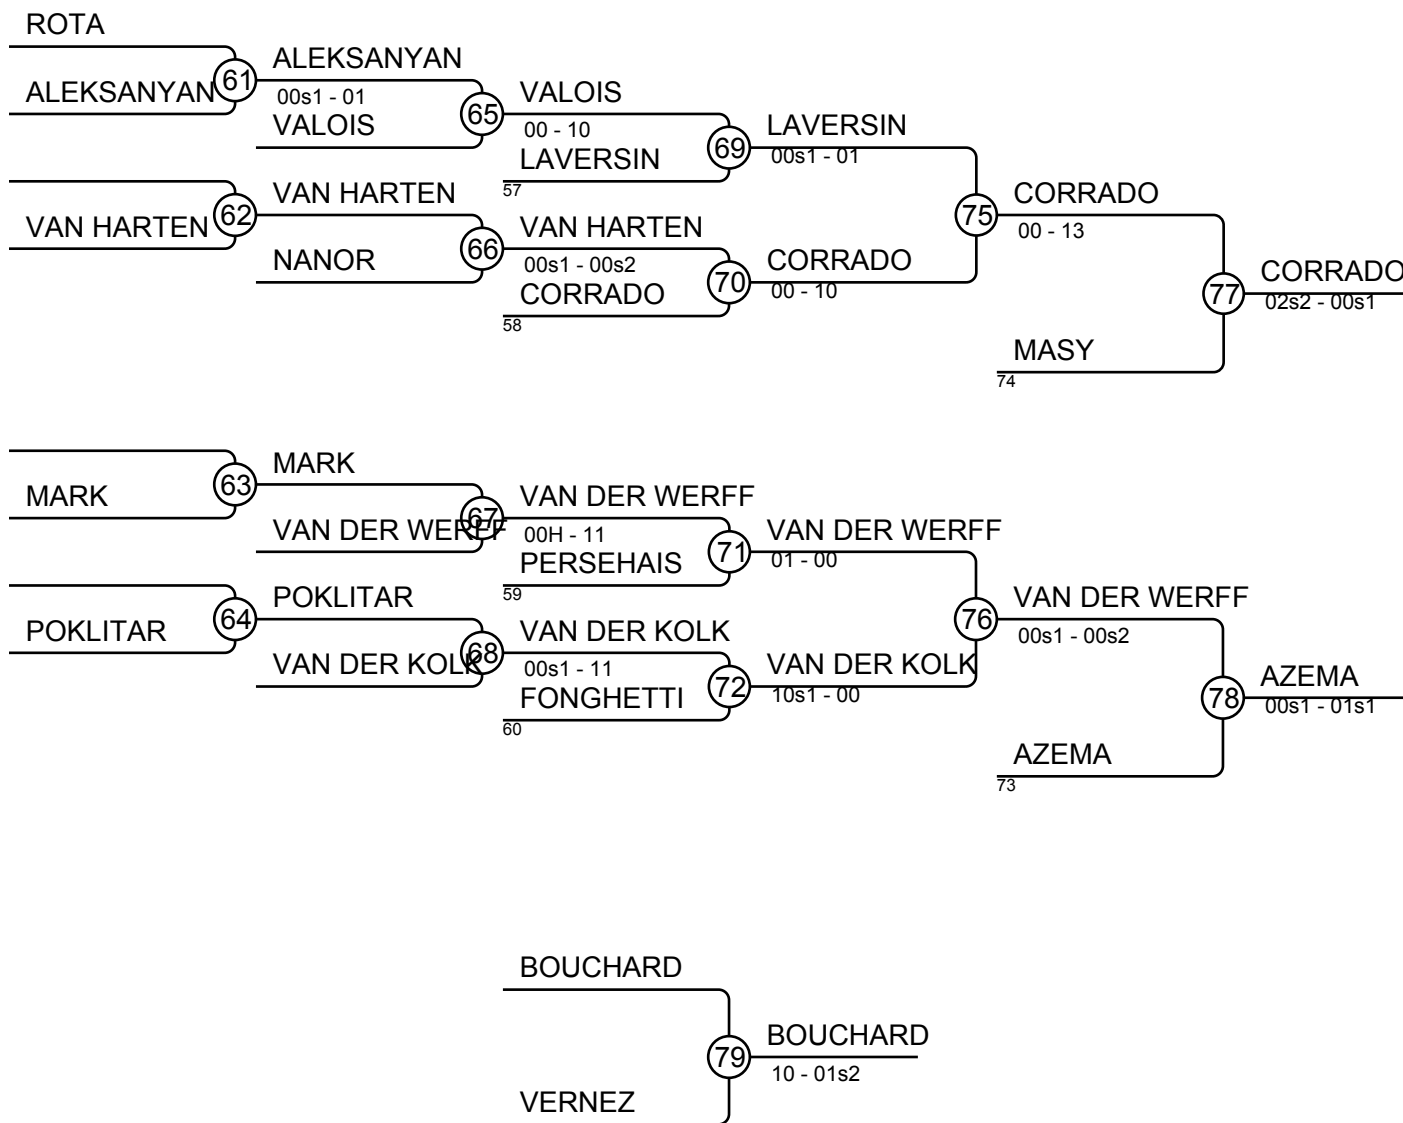 ROTA
ALEKSANYAN
61
ALEKSANYAN
00s1 - 01
VALOIS
65
VALOIS
00 - 10
LAVERSIN
57
69
LAVERSIN
00s1 - 01
VAN HARTEN
62
VAN HARTEN
NANOR
66
VAN HARTEN
00s1 - 00s2
CORRADO
58
70
CORRADO
00 - 10
75
CORRADO
00 - 13
MASY
74
77
CORRADO
02s2 - 00s1
MARK
63
MARK
VAN DER WERFF
67
VAN DER WERFF
00H - 11
PERSEHAIS
59
71
VAN DER WERFF
01 - 00
POKLITAR
64
POKLITAR
VAN DER KOLK
68
VAN DER KOLK
00s1 - 11
FONGHETTI
60
72
VAN DER KOLK
10s1 - 00
76
VAN DER WERFF
00s1 - 00s2
AZEMA
73
78
AZEMA
00s1 - 01s1
BOUCHARD
VERNEZ
79
BOUCHARD
10 - 01s2